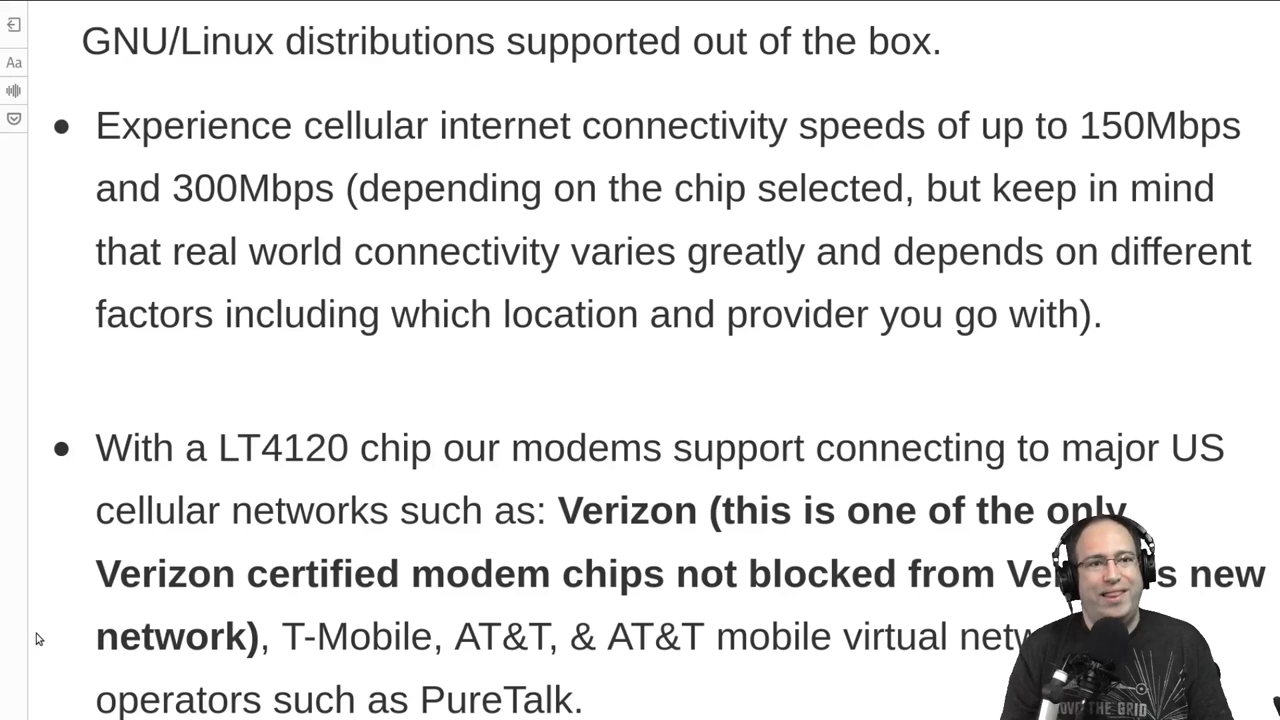 GNU/Linux distributions supported out of the box.
Aa
• Experience cellular internet connectivity speeds of up to 150Mbps
and 300Mbps (depending on the chip selected, but keep in mind
that real world connectivity varies greatly and depends on different
factors including which location and provider you go with).
• With a LT4120 chip our modems support connecting to major US
cellular networks such as: Verizon (this is one of the only
Verizon certified modem chips not blocked from new
network), T-Mobile, AT&T, & AT&T mobile virtual
operators such as PureTalk.
THE GRID